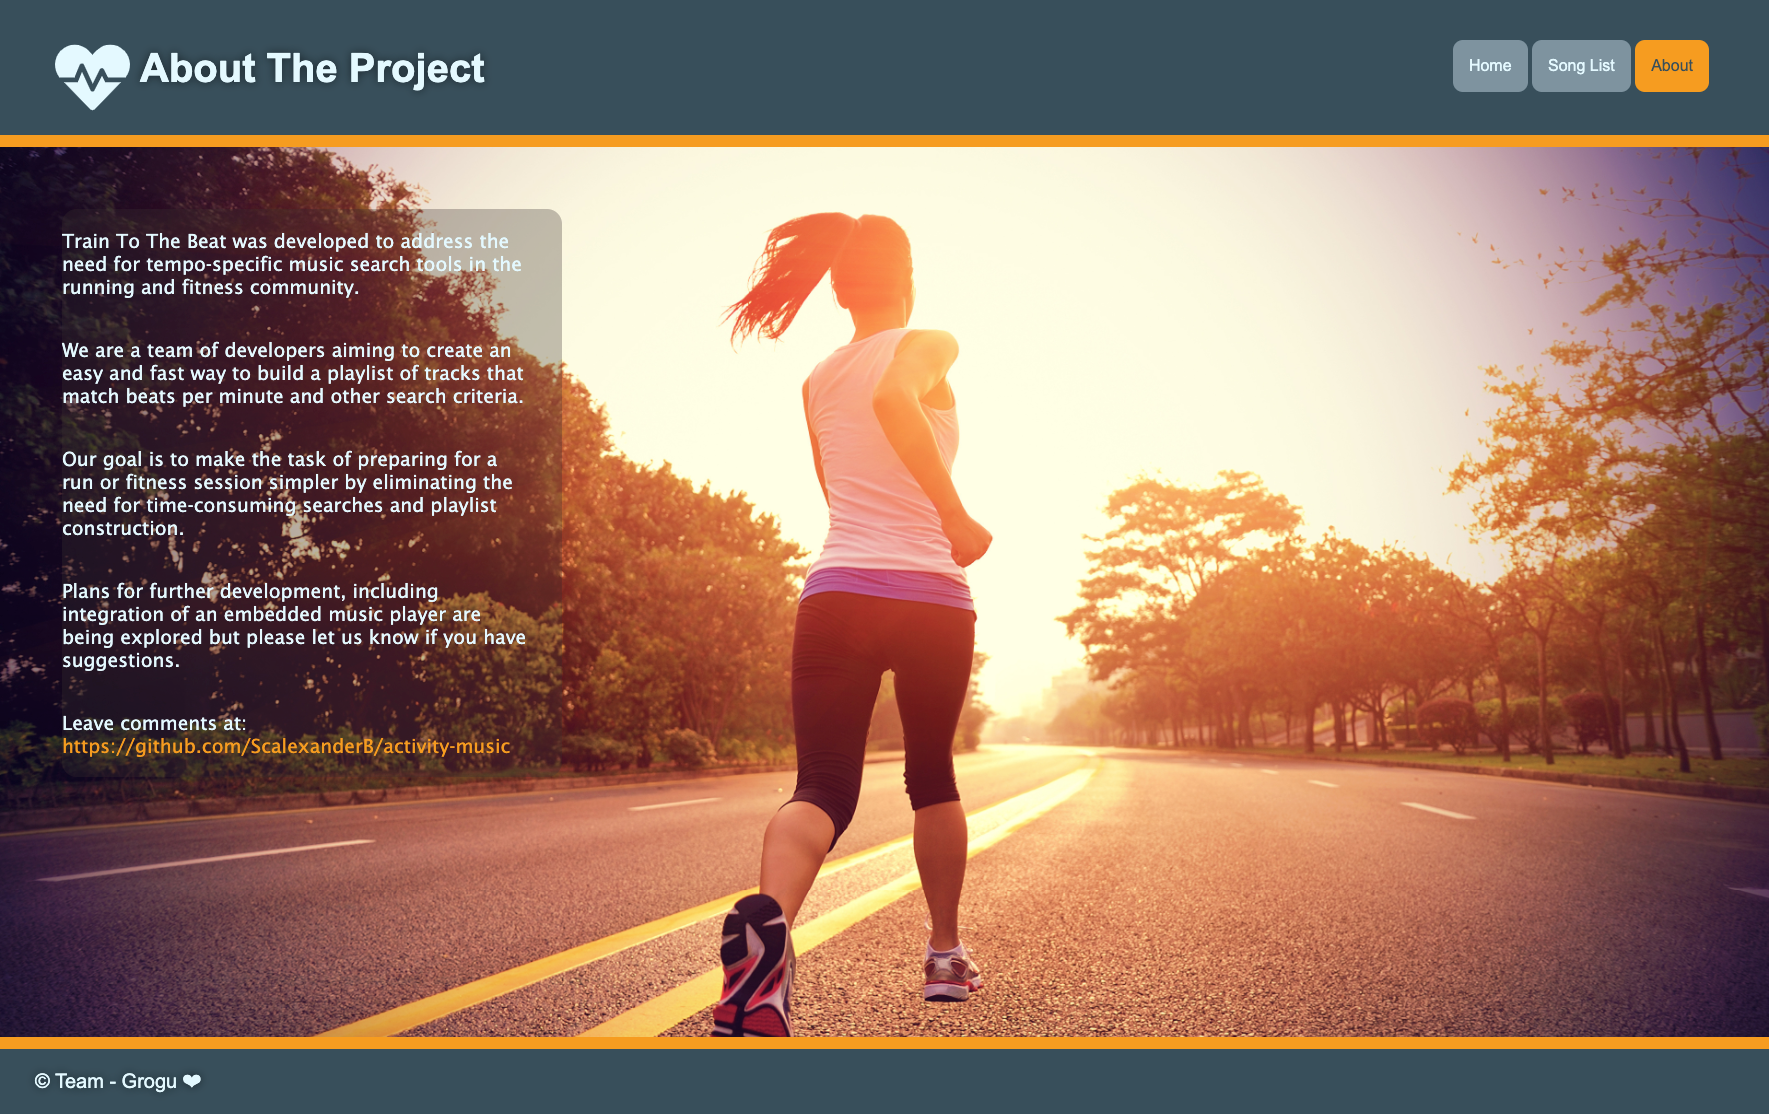 About The Project
Home
Song List
About
Train To The Beat was developed to address the
need for tempo-specific music search tools in the
running and fitness community.
We are a team of developers aiming to create an
easy and fast way to build a playlist of tracks that
match beats per minute and other search criteria.
Our goal is to make the task of preparing for a
run or fitness session simpler by eliminating the
need for time-consuming searches and playlist
construction.
Plans for further development, including
integration of an embedded music player are
being explored but please let us know if you have
suggestions.
Leave comments at:
https://github.com/ScalexanderB/activity-music
© Team - Grogu ❤